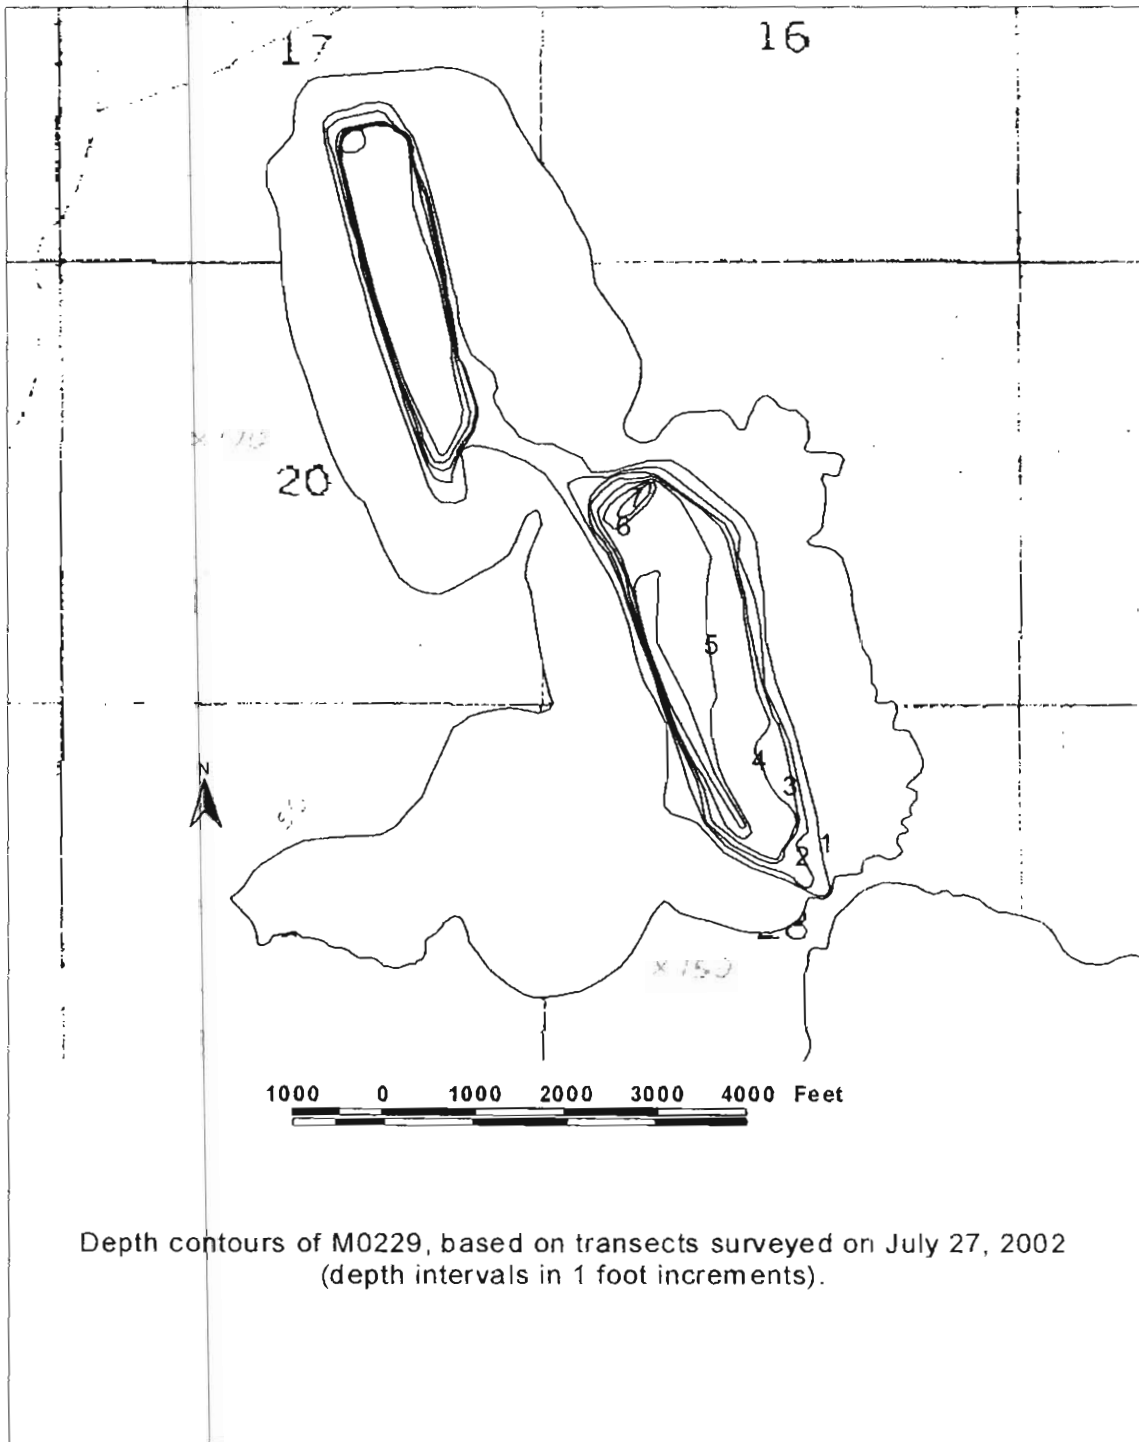 17
16
20
7
6
5
4
3
2
1
N
1000 0 1000 2000 3000 4000 Feet
Depth contours of M0229, based on transects surveyed on July 27, 2002
(depth intervals in 1 foot increments).